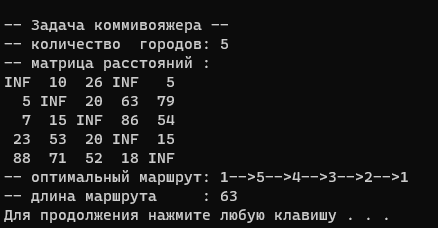 -- Задача коммивояжера --
-- количество  городов: 5
-- матрица расстояний :
INF  10  26 INF   5
  5 INF  20  63  79
  7  15 INF  86  54
 23  53  20 INF  15
 88  71  52  18 INF
-- оптимальный маршрут: 1-->5-->4-->3-->2-->1
-- длина маршрута     : 63
Для продолжения нажмите любую клавишу . . .